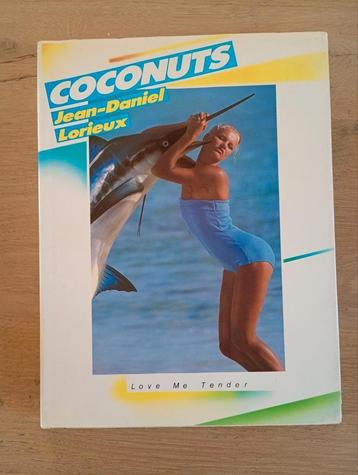 COCONUTS
Jean-Daniel
Lorieux
Love Me Tender